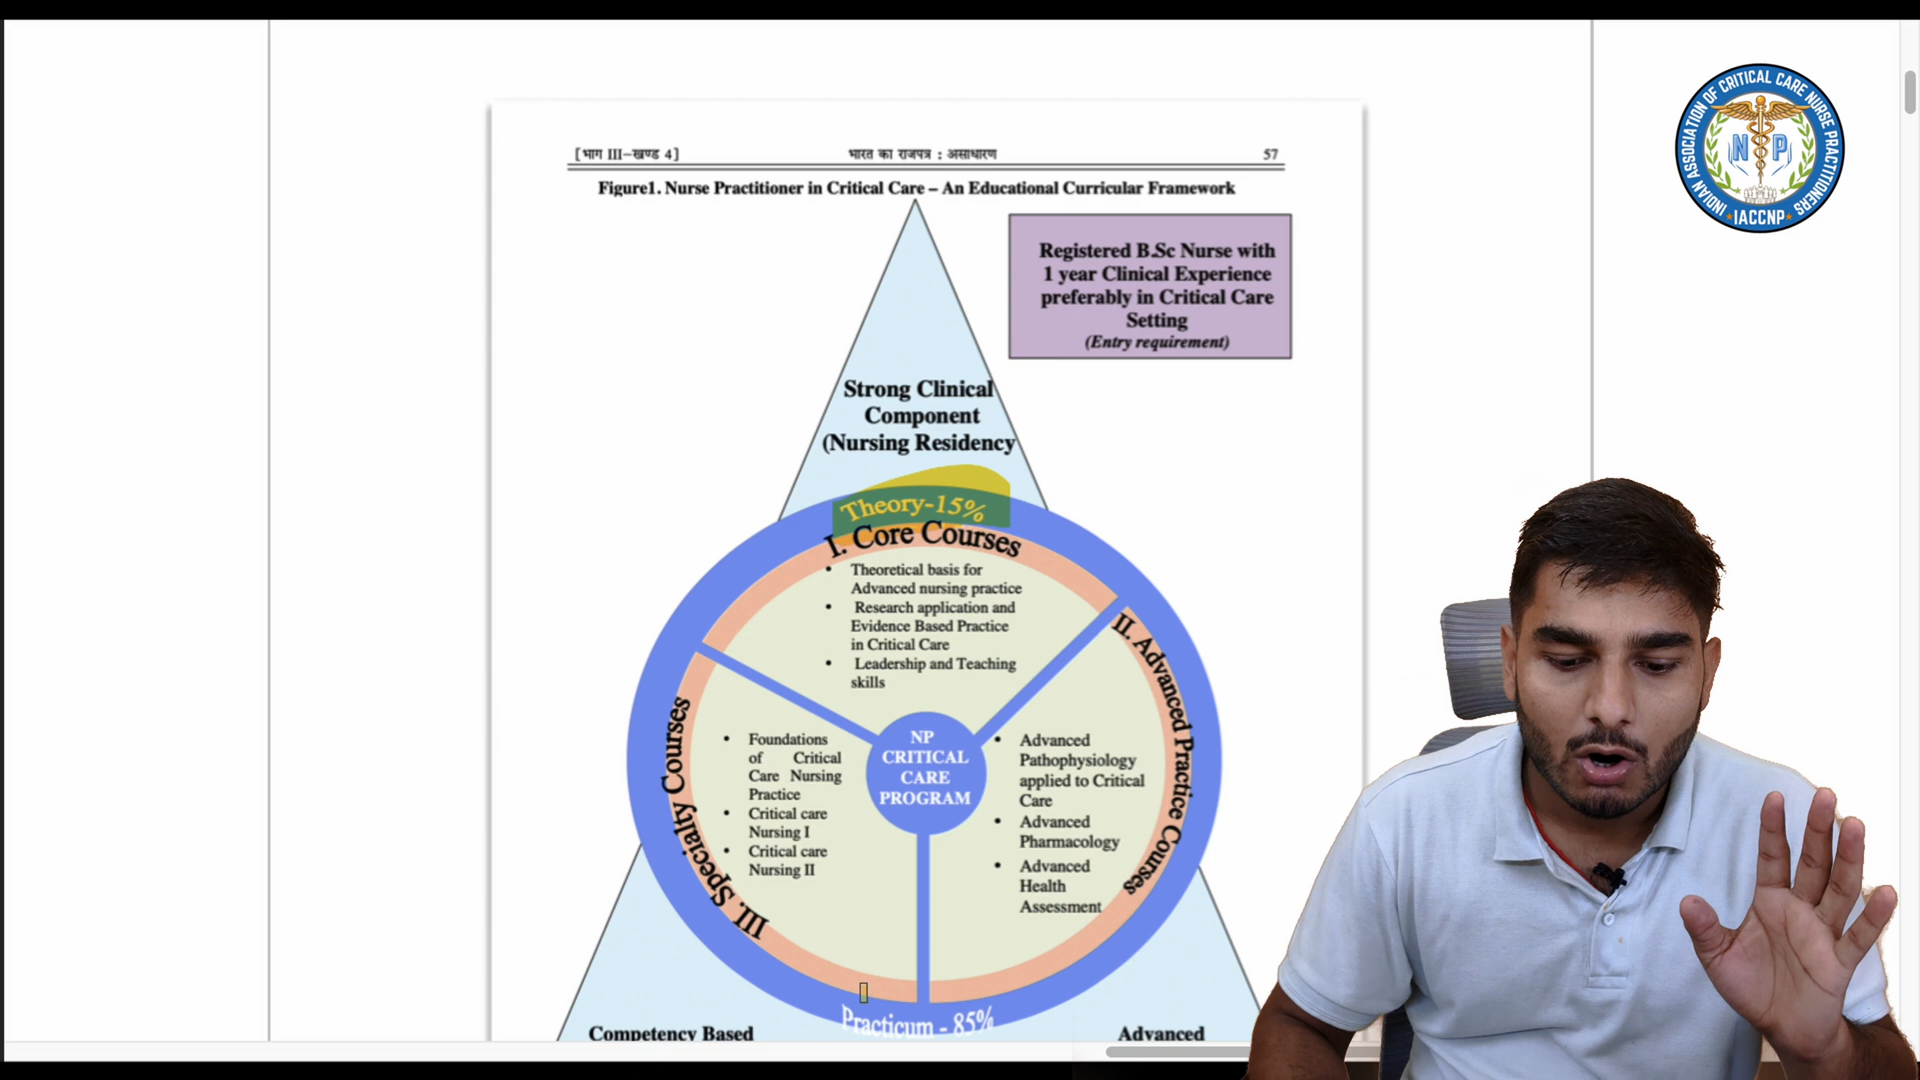 [भाग III—खण्ड 4] भारत का राजपत्र : असाधारण 57
Figure1. Nurse Practitioner in Critical Care – An Educational Curricular Framework
Registered B.Sc Nurse with
1 year Clinical Experience
preferably in Critical Care
Setting
(Entry requirement)
Strong Clinical
Component
(Nursing Residency
Theory-15%
I. Core Courses
• Theoretical basis for
Advanced nursing practice
• Research application and
Evidence Based Practice
in Critical Care
• Leadership and Teaching
skills
II. Advanced Practice Courses
• Advanced
Pathophysiology
applied to Critical
Care
• Advanced
Pharmacology
• Advanced
Health
Assessment
III. Specialty Courses
• Foundations
of Critical
Care Nursing
Practice
• Critical care
Nursing I
• Critical care
Nursing II
NP
CRITICAL
CARE
PROGRAM
Practicum - 85%
Competency Based
Advanced
INDIAN ASSOCIATION OF CRITICAL CARE NURSE PRACTITIONERS
NP
IACCNP